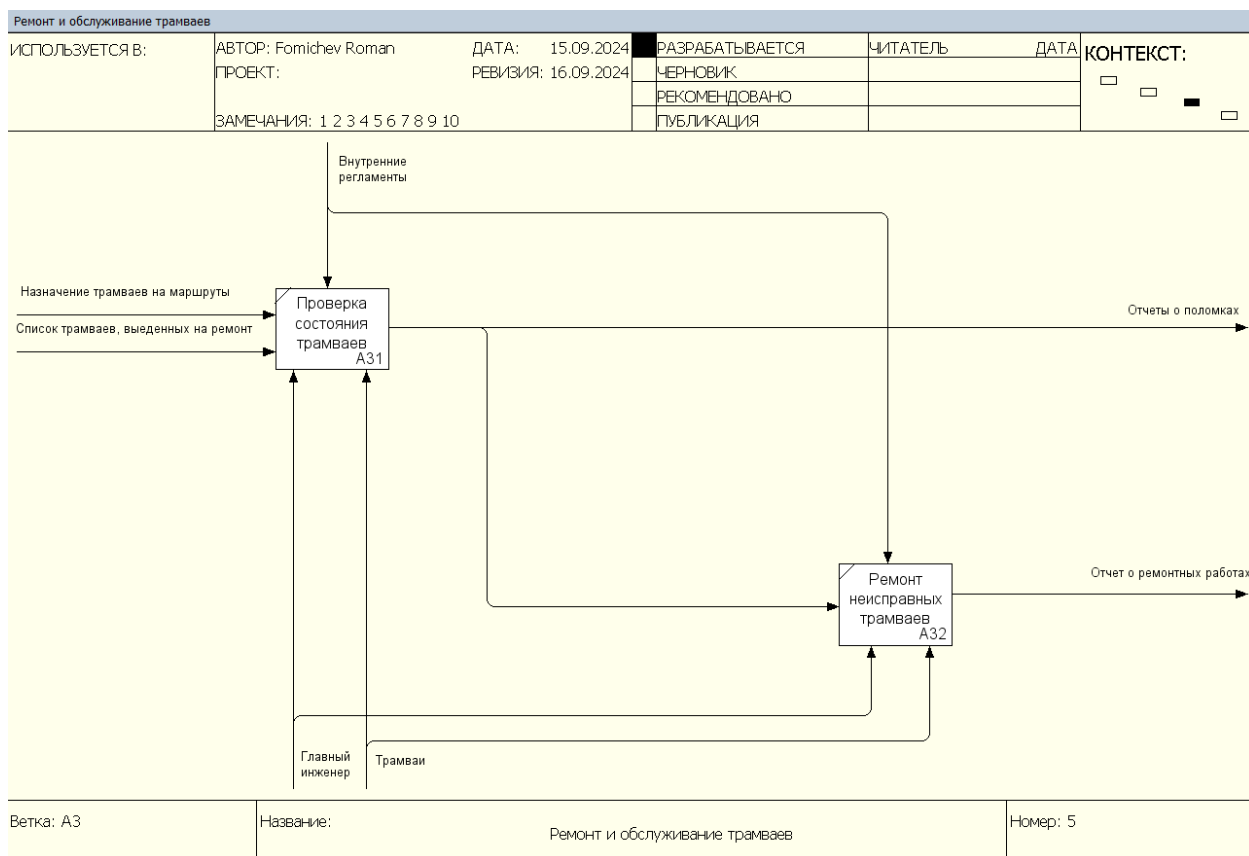 Ремонт и обслуживание трамваев
ИСПОЛЬЗУЕТСЯ В:
АВТОР: Fomichev Roman
ДАТА: 15.09.2024
РАЗРАБАТЫВАЕТСЯ
ЧИТАТЕЛЬ
ДАТА
КОНТЕКСТ:
ПРОЕКТ:
РЕВИЗИЯ: 16.09.2024
ЧЕРНОВИК
РЕКОМЕНДОВАНО
ЗАМЕЧАНИЯ: 1 2 3 4 5 6 7 8 9 10
ПУБЛИКАЦИЯ
Внутренние
регламенты
Назначение трамваев на маршруты
Список трамваев, выеденных на ремонт
Проверка
состояния
трамваев
A31
Отчеты о поломках
Ремонт
неисправных
трамваев
A32
Отчет о ремонтных работах
Главный
инженер
Трамваи
Ветка: A3
Название:
Ремонт и обслуживание трамваев
Номер: 5